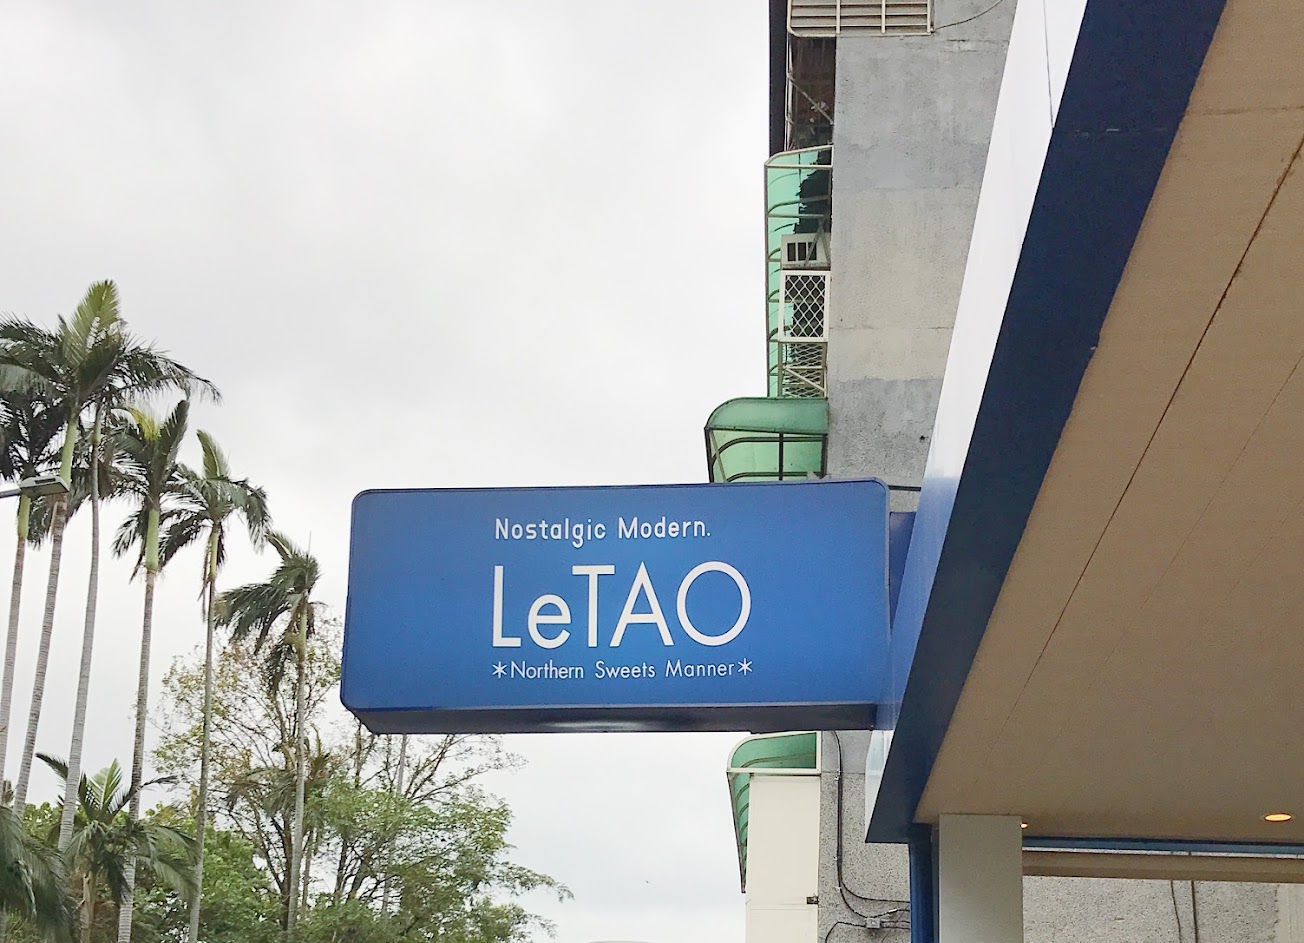 Nostalgic Modern.
LeTAO
*Northern Sweets Manner*